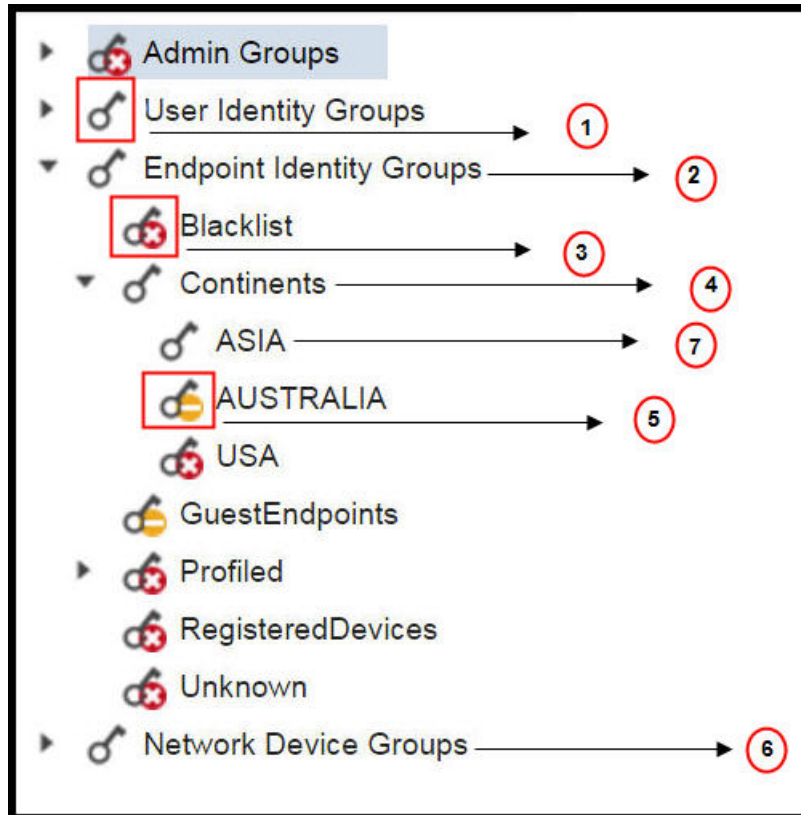 Admin Groups
User Identity Groups 1
Endpoint Identity Groups 2
Blacklist 3
Continents 4
ASIA 7
AUSTRALIA 5
USA
GuestEndpoints
Profiled
RegisteredDevices
Unknown
Network Device Groups 6